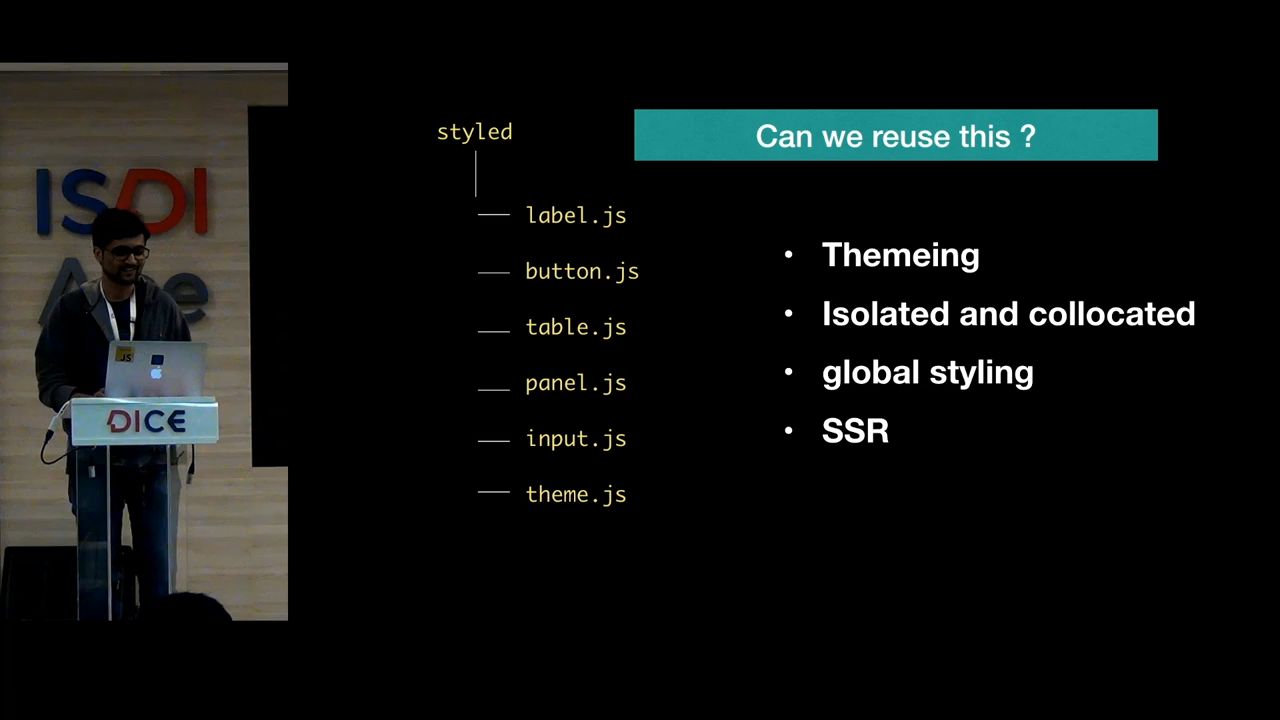 ISDI
Ace
JS
DICE
styled
label.js
button.js
table.js
panel.js
input.js
theme.js
Can we reuse this ?
• Themeing
• Isolated and collocated
• global styling
• SSR